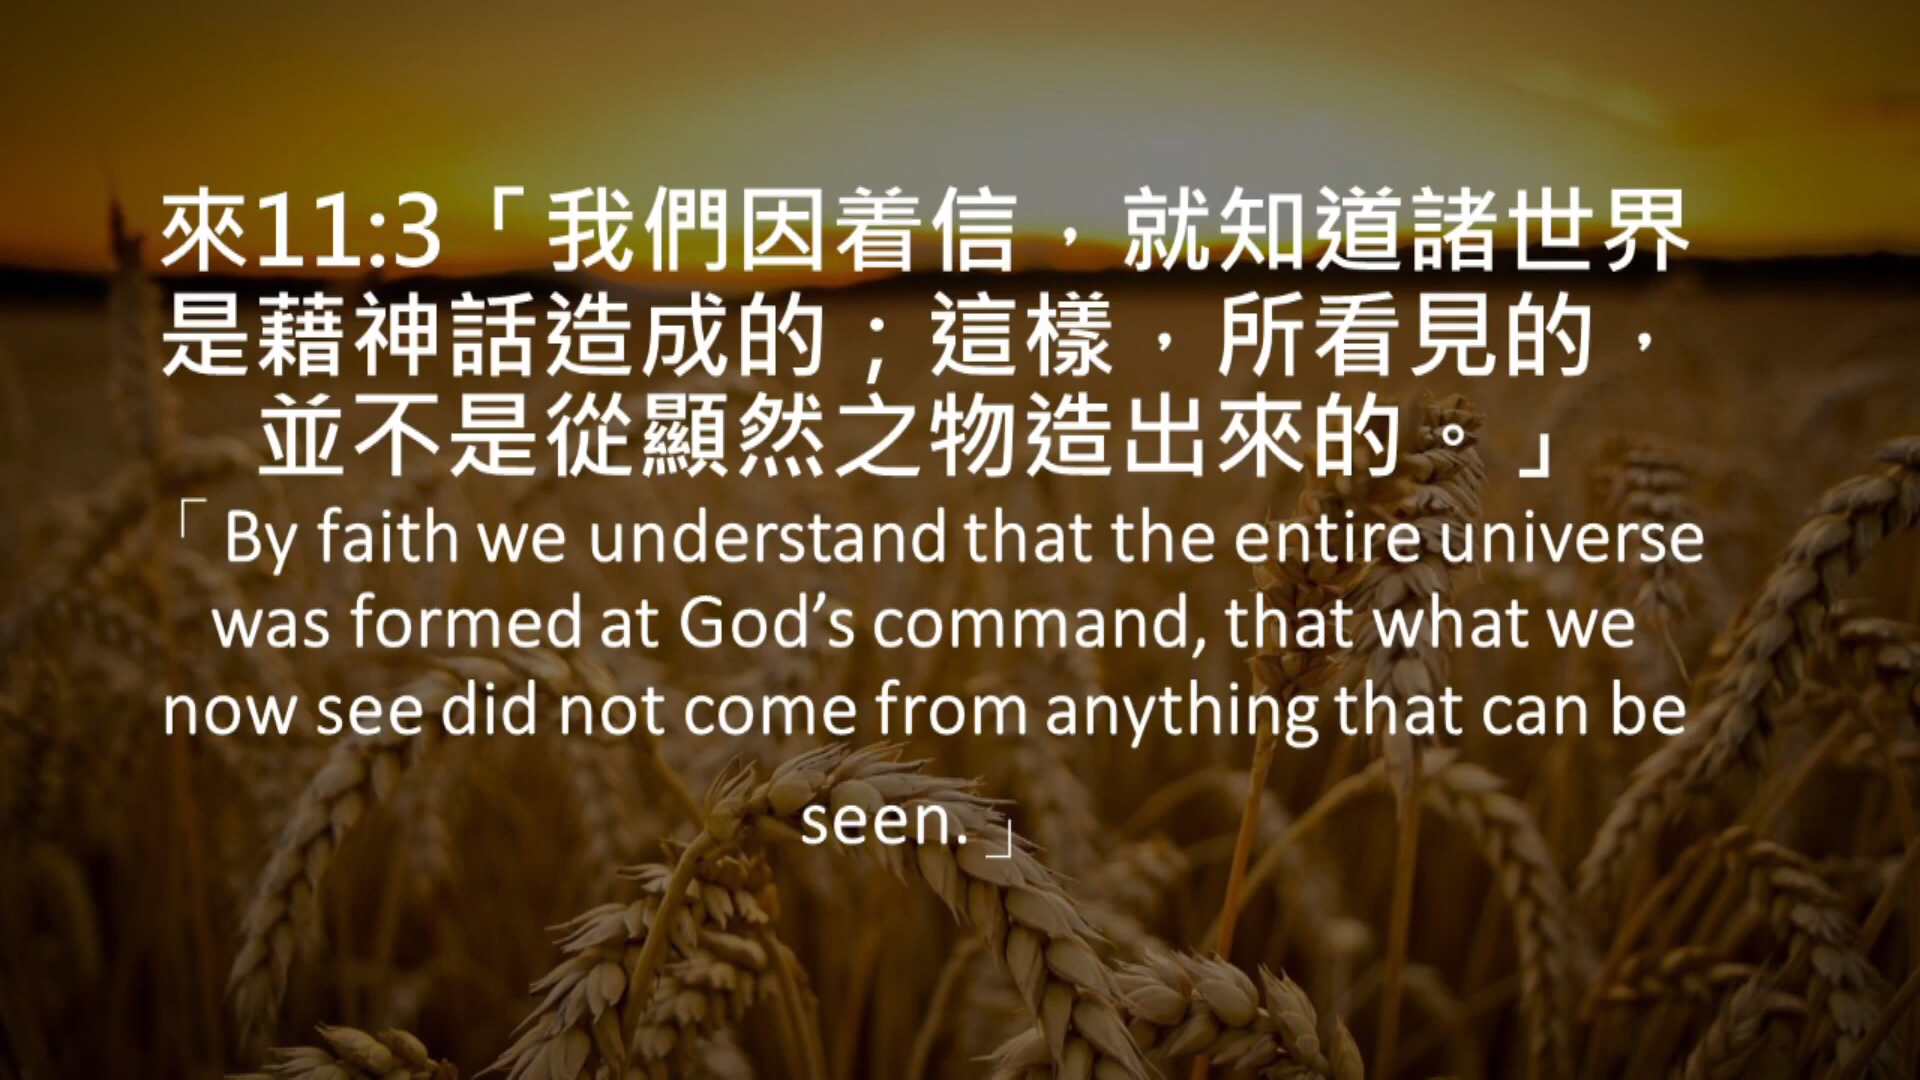 來11:3「我們因着信，就知道諸世界
是藉神話造成的；這樣，所看見的，
並不是從顯然之物造出來的。」
「By faith we understand that the entire universe
was formed at God’s command, that what we
now see did not come from anything that can be
seen.」